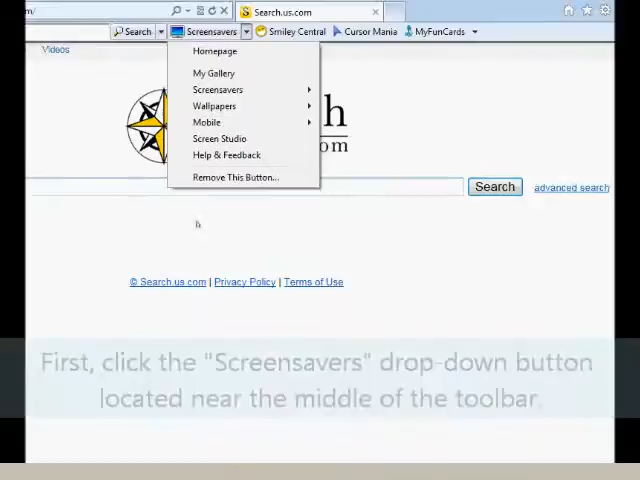 m/
Search.us.com
Search
Screensavers
Smiley Central
Cursor Mania
MyFunCards
Videos
Homepage
My Gallery
Screensavers
Wallpapers
Mobile
Screen Studio
Help & Feedback
Remove This Button...
h
om
Search
advanced search
© Search.us.com | Privacy Policy | Terms of Use
First, click the "Screensavers" drop-down button
located near the middle of the toolbar.